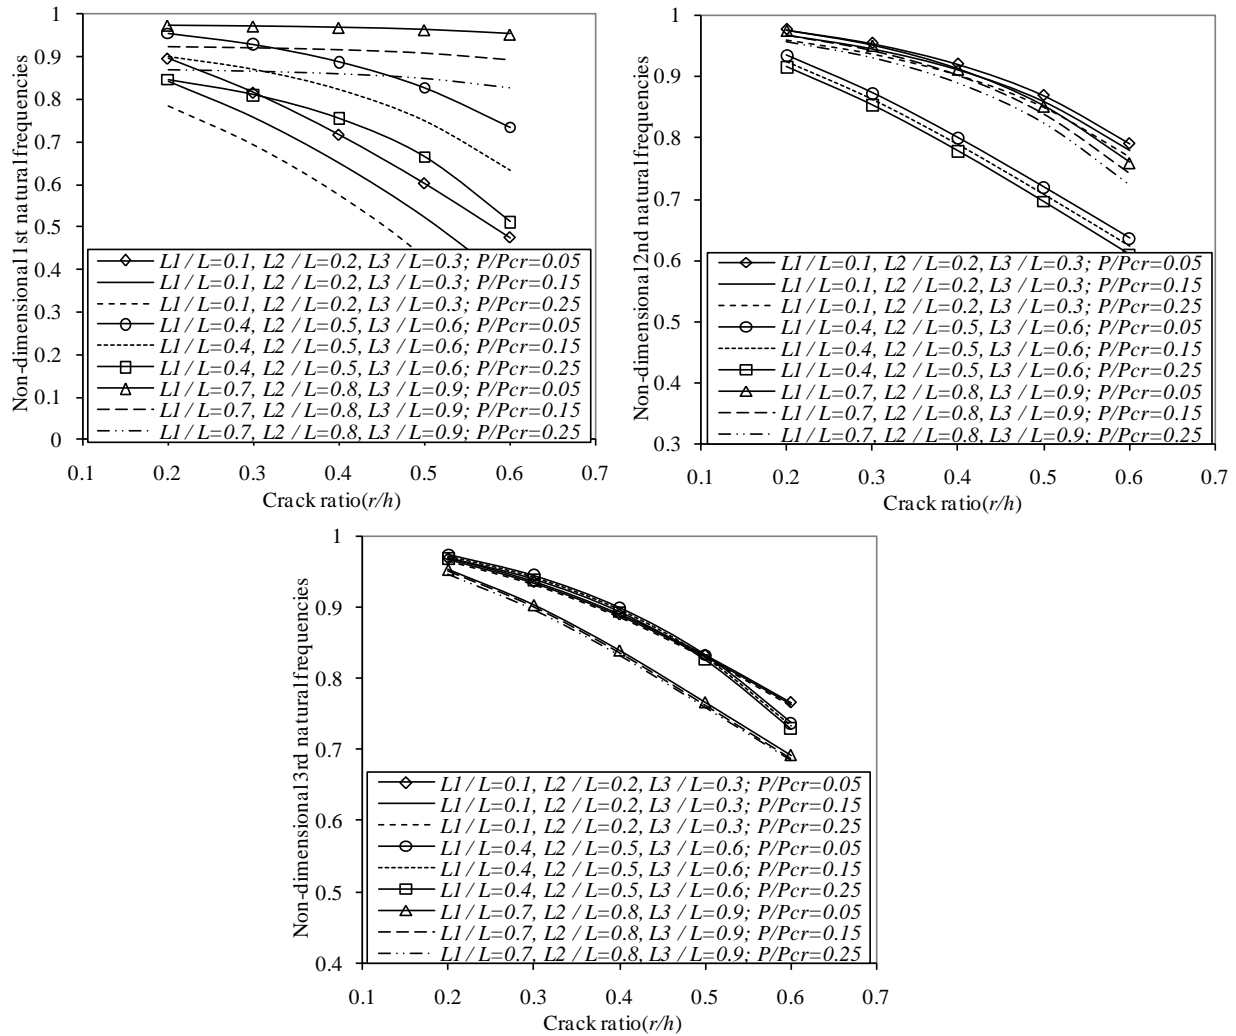 Non-dimensional 1st natural frequencies
1
0.9
0.8
0.7
0.6
0.5
0.4
0.3
0.2
0.1
0
L1 / L=0.1, L2 / L=0.2, L3 / L=0.3; P/Pcr=0.05
L1 / L=0.1, L2 / L=0.2, L3 / L=0.3; P/Pcr=0.15
L1 / L=0.1, L2 / L=0.2, L3 / L=0.3; P/Pcr=0.25
L1 / L=0.4, L2 / L=0.5, L3 / L=0.6; P/Pcr=0.05
L1 / L=0.4, L2 / L=0.5, L3 / L=0.6; P/Pcr=0.15
L1 / L=0.4, L2 / L=0.5, L3 / L=0.6; P/Pcr=0.25
L1 / L=0.7, L2 / L=0.8, L3 / L=0.9; P/Pcr=0.05
L1 / L=0.7, L2 / L=0.8, L3 / L=0.9; P/Pcr=0.15
L1 / L=0.7, L2 / L=0.8, L3 / L=0.9; P/Pcr=0.25
0.1 0.2 0.3 0.4 0.5 0.6 0.7
Crack ratio(r/h)
Non-dimensional 2nd natural frequencies
1
0.9
0.8
0.7
0.6
0.5
0.4
0.3
L1 / L=0.1, L2 / L=0.2, L3 / L=0.3; P/Pcr=0.05
L1 / L=0.1, L2 / L=0.2, L3 / L=0.3; P/Pcr=0.15
L1 / L=0.1, L2 / L=0.2, L3 / L=0.3; P/Pcr=0.25
L1 / L=0.4, L2 / L=0.5, L3 / L=0.6; P/Pcr=0.05
L1 / L=0.4, L2 / L=0.5, L3 / L=0.6; P/Pcr=0.15
L1 / L=0.4, L2 / L=0.5, L3 / L=0.6; P/Pcr=0.25
L1 / L=0.7, L2 / L=0.8, L3 / L=0.9; P/Pcr=0.05
L1 / L=0.7, L2 / L=0.8, L3 / L=0.9; P/Pcr=0.15
L1 / L=0.7, L2 / L=0.8, L3 / L=0.9; P/Pcr=0.25
0.1 0.2 0.3 0.4 0.5 0.6 0.7
Crack ratio(r/h)
Non-dimensional 3rd natural frequencies
1
0.9
0.8
0.7
0.6
0.5
0.4
L1 / L=0.1, L2 / L=0.2, L3 / L=0.3; P/Pcr=0.05
L1 / L=0.1, L2 / L=0.2, L3 / L=0.3; P/Pcr=0.15
L1 / L=0.1, L2 / L=0.2, L3 / L=0.3; P/Pcr=0.25
L1 / L=0.4, L2 / L=0.5, L3 / L=0.6; P/Pcr=0.05
L1 / L=0.4, L2 / L=0.5, L3 / L=0.6; P/Pcr=0.15
L1 / L=0.4, L2 / L=0.5, L3 / L=0.6; P/Pcr=0.25
L1 / L=0.7, L2 / L=0.8, L3 / L=0.9; P/Pcr=0.05
L1 / L=0.7, L2 / L=0.8, L3 / L=0.9; P/Pcr=0.15
L1 / L=0.7, L2 / L=0.8, L3 / L=0.9; P/Pcr=0.25
0.1 0.2 0.3 0.4 0.5 0.6 0.7
Crack ratio(r/h)